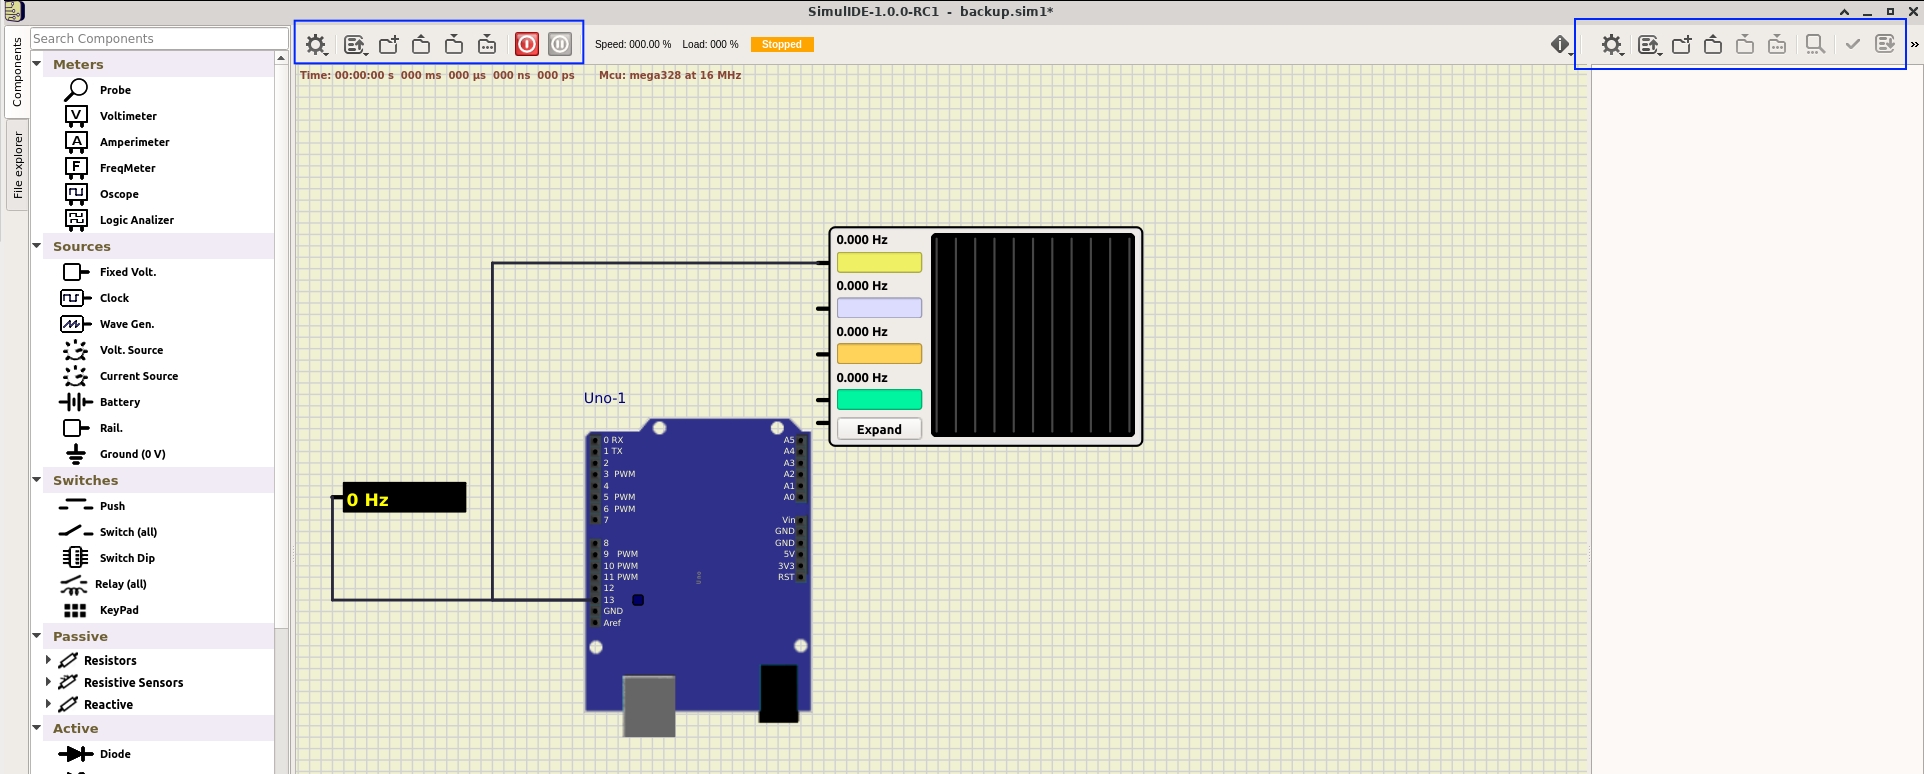 SimulIDE-1.0.0-RC1 - backup.sim1*
Components
File explorer
Search Components
Speed: 000.00 %
Load: 000 %
Stopped
»
Time: 00:00:00 s 000 ms 000 µs 000 ns 000 ps
Mcu: mega328 at 16 MHz
Meters
Probe
Voltimeter
Amperimeter
FreqMeter
Oscope
Logic Analizer
Sources
Fixed Volt.
Clock
Wave Gen.
Volt. Source
Current Source
Battery
Rail.
Ground (0 V)
Switches
Push
Switch (all)
Switch Dip
Relay (all)
KeyPad
Passive
Resistors
Resistive Sensors
Reactive
Active
Diode
0 Hz
Uno-1
0 RX
1 TX
2
3 PWM
4
5 PWM
6 PWM
7
8
9 PWM
10 PWM
11 PWM
12
13
GND
Aref
A5
A4
A3
A2
A1
A0
Vin
GND
GND
5V
3V3
RST
0.000 Hz
0.000 Hz
0.000 Hz
0.000 Hz
Expand